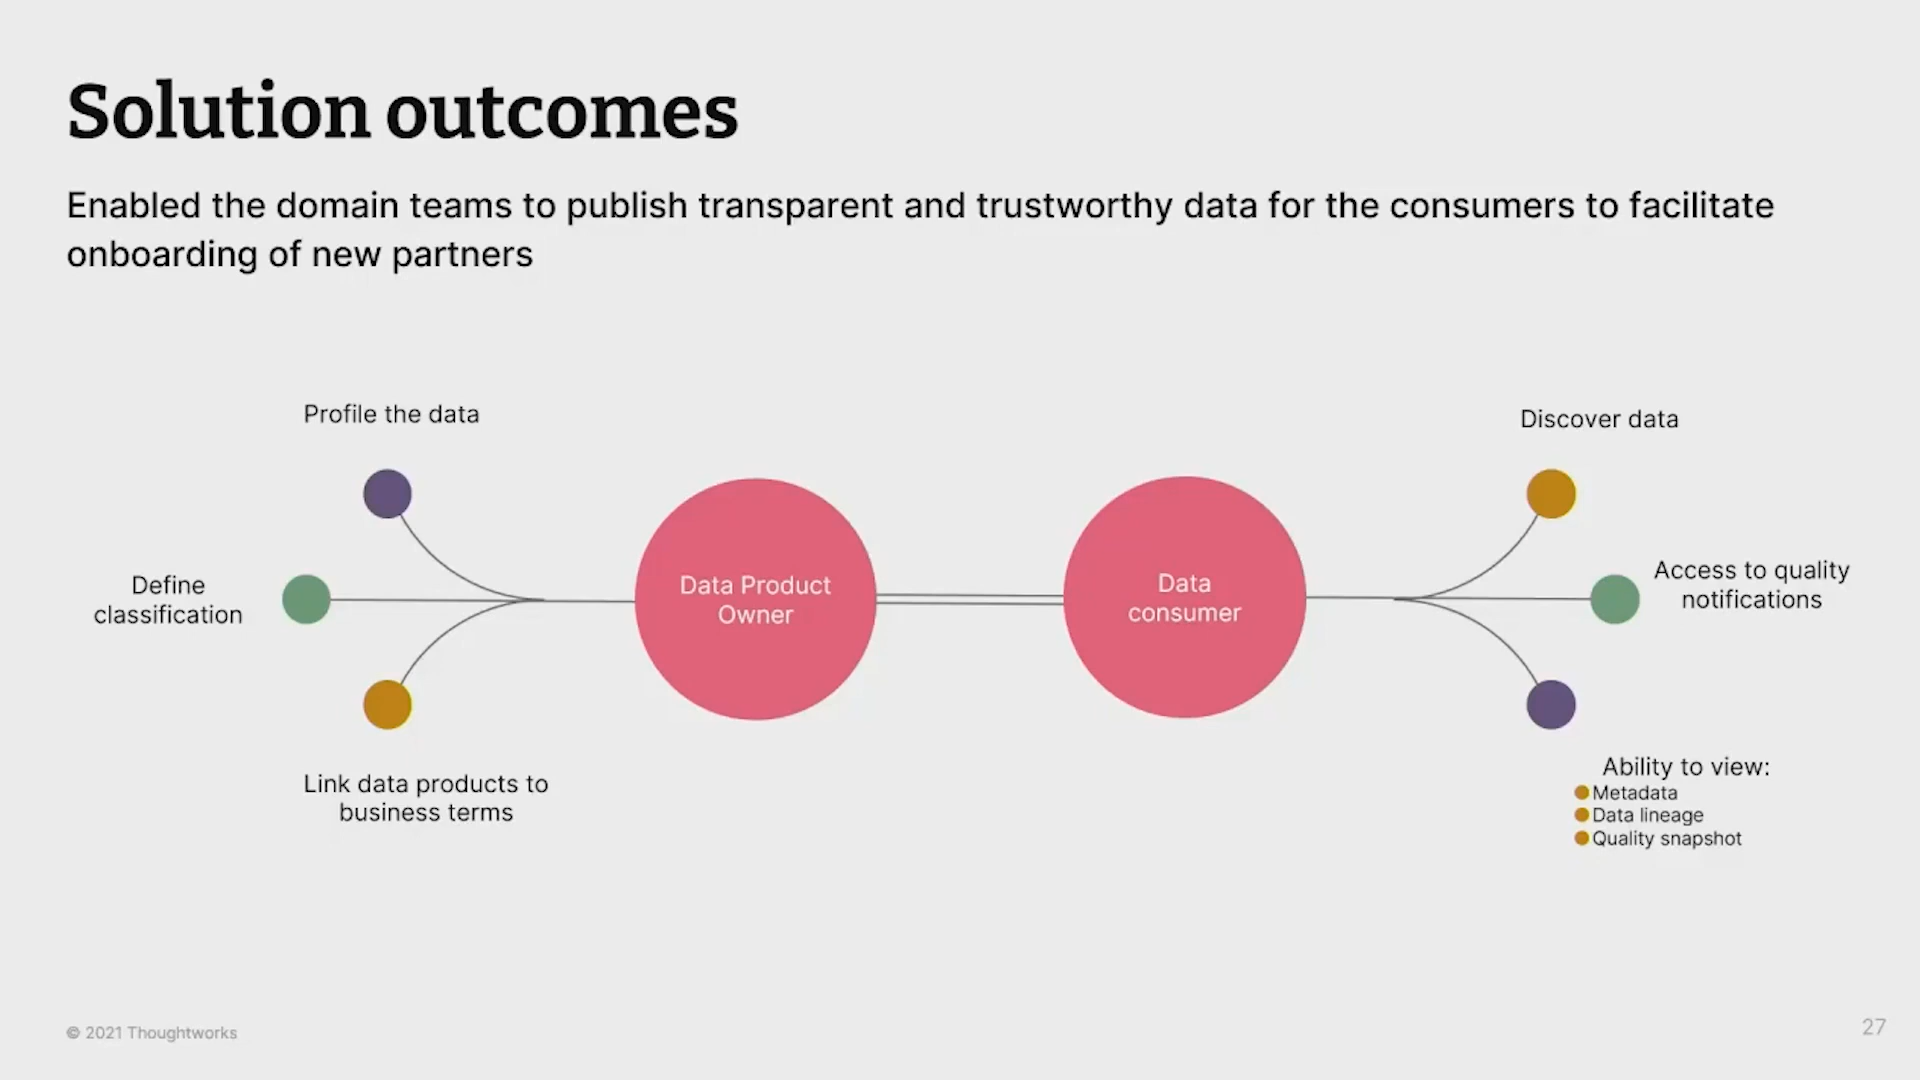 Solution outcomes
Enabled the domain teams to publish transparent and trustworthy data for the consumers to facilitate
onboarding of new partners
Profile the data
Define
classification
Link data products to
business terms
Data Product
Owner
Data
consumer
Discover data
Access to quality
notifications
Ability to view:
Metadata
Data lineage
Quality snapshot
© 2021 Thoughtworks
27